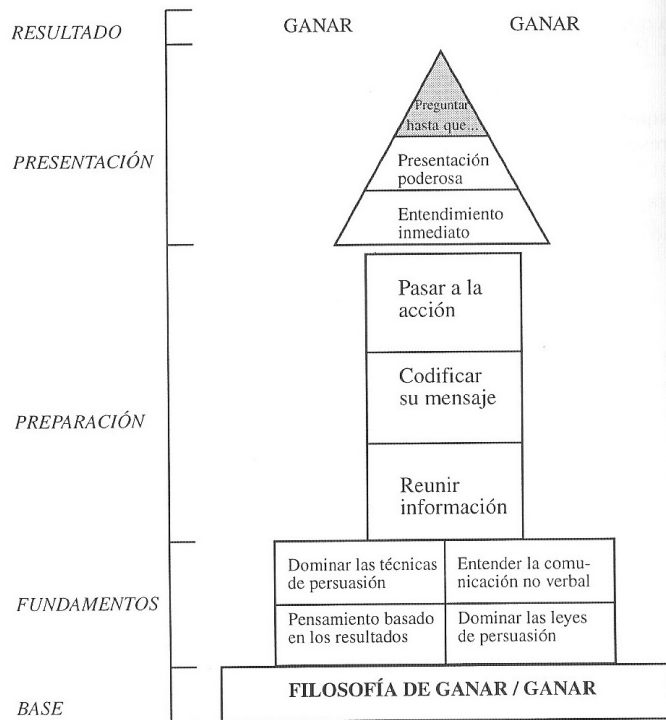 RESULTADO
GANAR
GANAR
Preguntar
hasta que...
PRESENTACIÓN
Presentación
poderosa
Entendimiento
inmediato
Pasar a la
acción
Codificar
su mensaje
PREPARACIÓN
Reunir
información
Dominar las técnicas
de persuasión
Entender la comu-
nicación no verbal
FUNDAMENTOS
Pensamiento basado
en los resultados
Dominar las leyes
de persuasión
FILOSOFÍA DE GANAR / GANAR
BASE